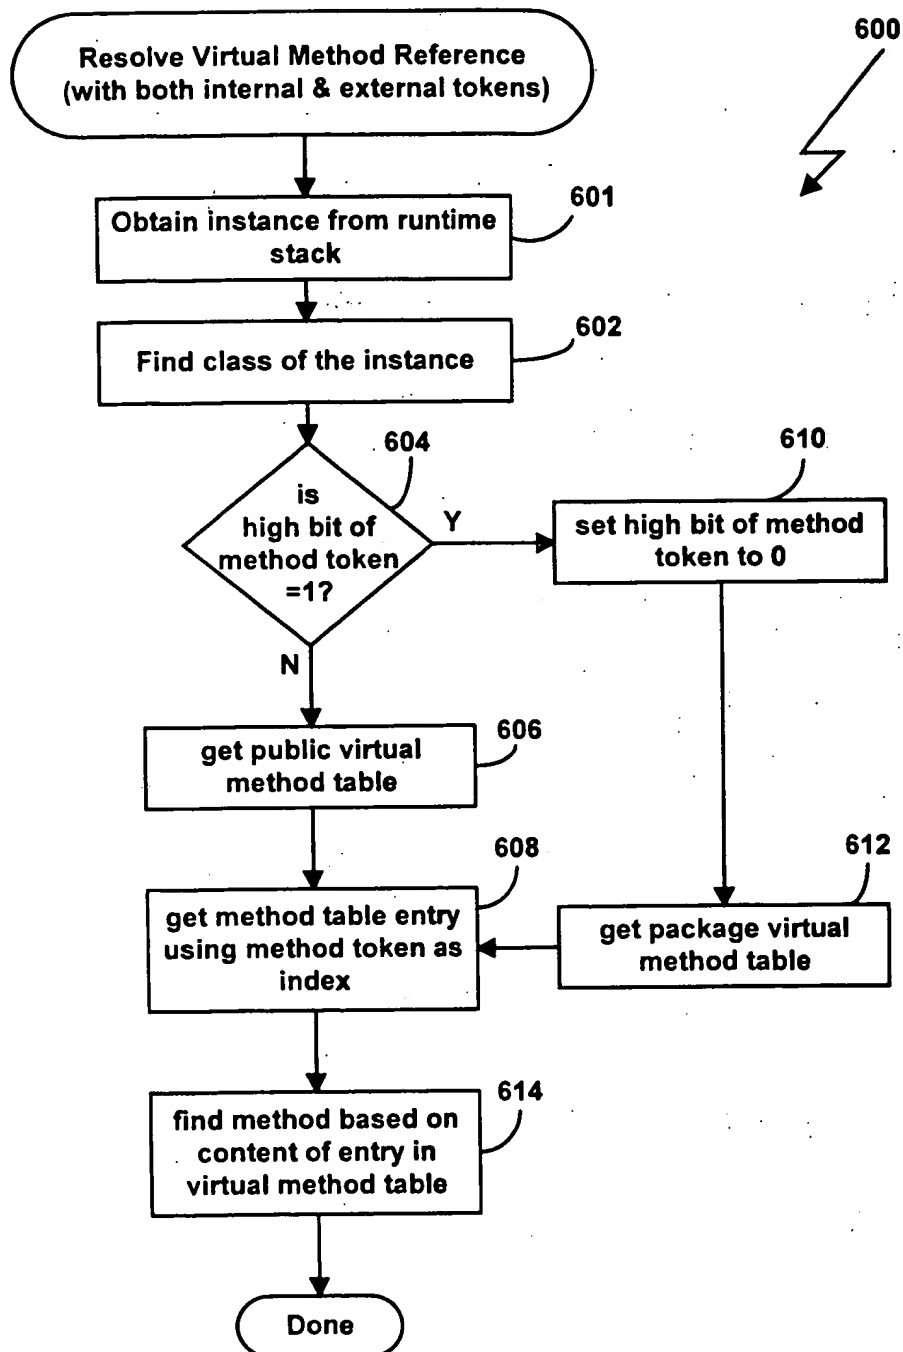 600
Resolve Virtual Method Reference
(with both internal & external tokens)
601
Obtain instance from runtime
stack
602
Find class of the instance
604
is
high bit of
method token
=1?
Y
N
610
set high bit of method
token to 0
606
get public virtual
method table
608
get method table entry
using method token as
index
612
get package virtual
method table
614
find method based on
content of entry in
virtual method table
Done